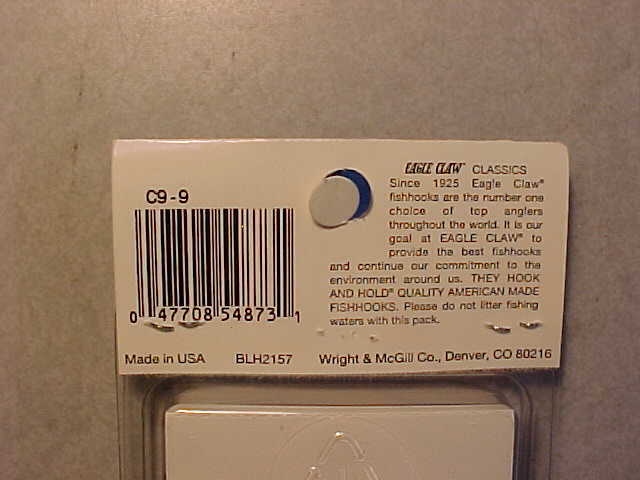 C9-9
0 47708 54873 1
EAGLE CLAW CLASSICS
Since 1925 Eagle Claw®
fishhooks are the number one
choice of top anglers
throughout the world. It is our
goal at EAGLE CLAW® to
provide the best fishhooks
and continue our commitment to the
environment around us. THEY HOOK
AND HOLD® QUALITY AMERICAN MADE
FISHHOOKS. Please do not litter fishing
waters with this pack.
Made in USA BLH2157 Wright & McGill Co., Denver, CO 80216